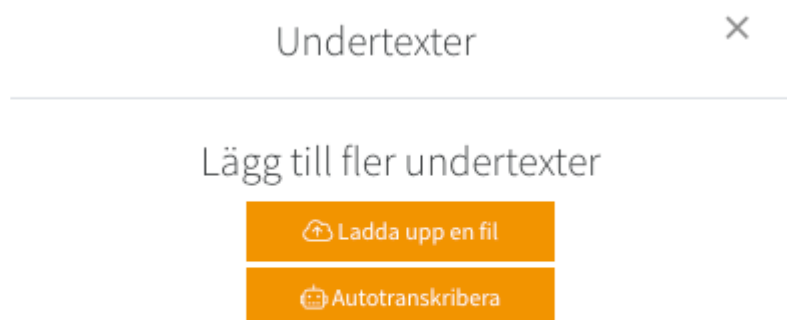 Undertexter
Lägg till fler undertexter
Ladda upp en fil
Autotranskribera